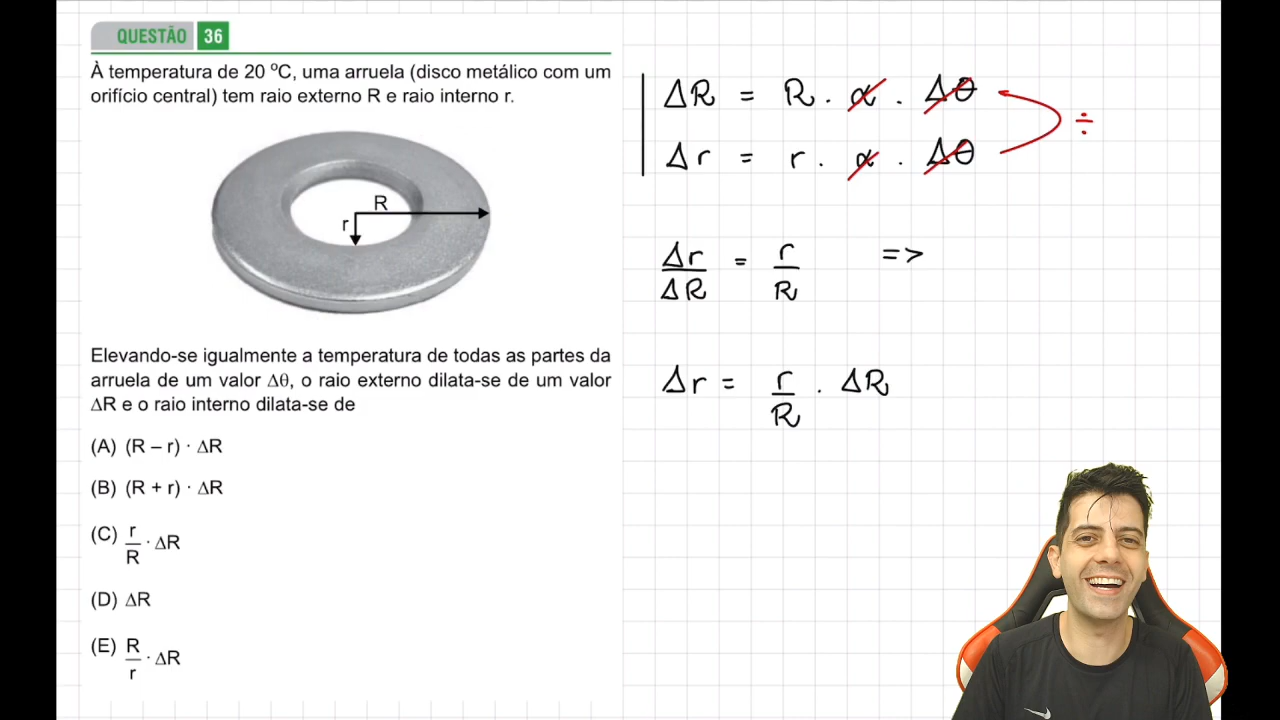 QUESTÃO 36
À temperatura de 20 ºC, uma arruela (disco metálico com um
orifício central) tem raio externo R e raio interno r.
R
r
Elevando-se igualmente a temperatura de todas as partes da
arruela de um valor Δθ, o raio externo dilata-se de um valor
ΔR e o raio interno dilata-se de
(A) (R – r) · ΔR
(B) (R + r) · ΔR
(C) r/R · ΔR
(D) ΔR
(E) R/r · ΔR
ΔR = R . α . Δθ
Δr = r . α . Δθ
÷
Δr/ΔR = r/R =>
Δr = r/R . ΔR